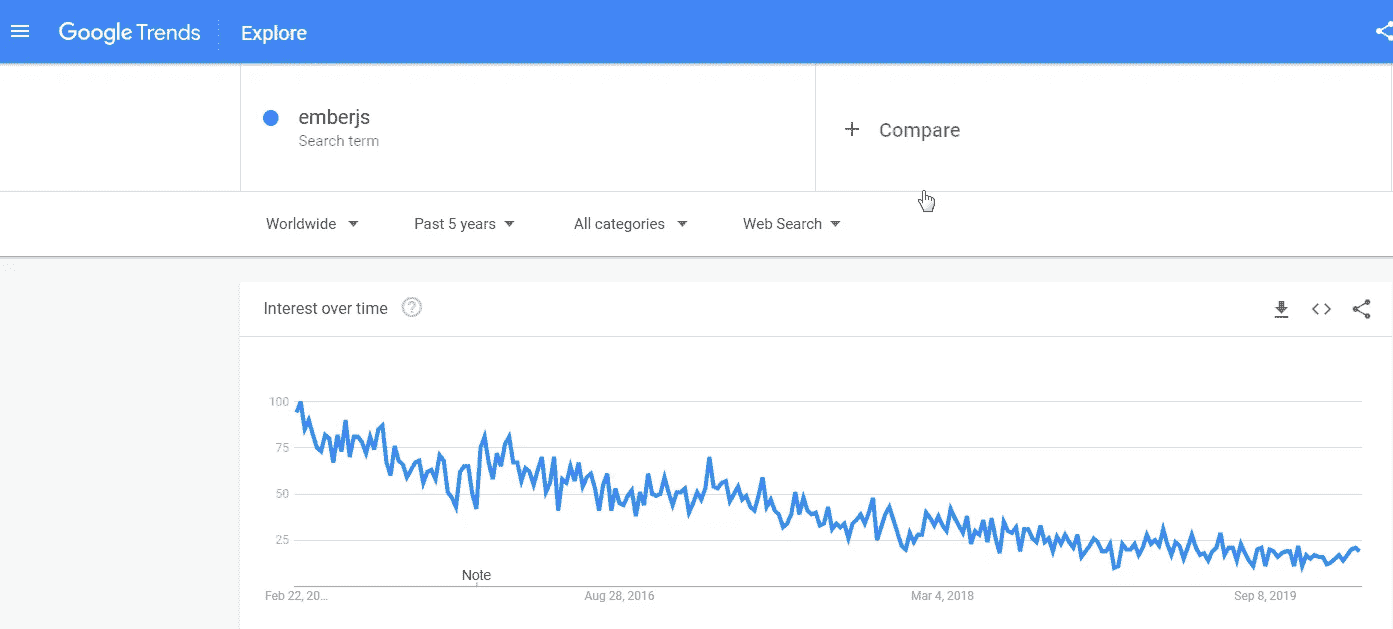 Google Trends Explore
emberjs
Search term
+ Compare
Worldwide Past 5 years All categories Web Search
Interest over time ?
100
75
50
25
Note
Feb 22, 20... Aug 28, 2016 Mar 4, 2018 Sep 8, 2019